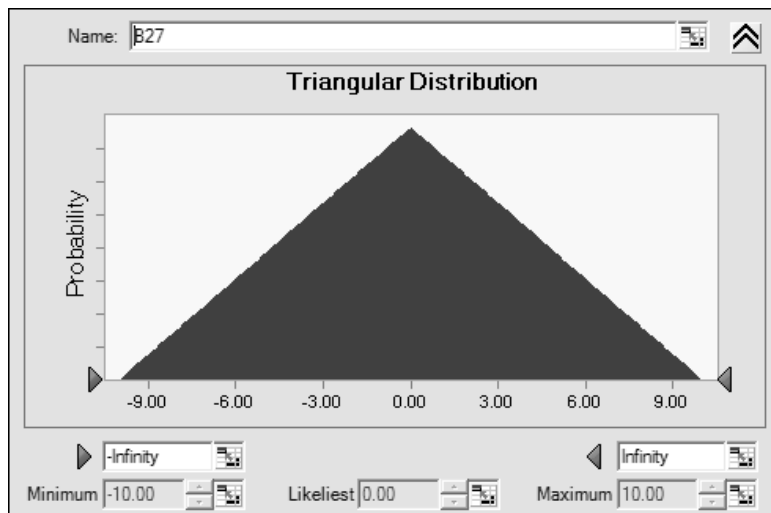 Name: B27
Triangular Distribution
Probability
-9.00 -6.00 -3.00 0.00 3.00 6.00 9.00
-Infinity Infinity
Minimum -10.00 Likeliest 0.00 Maximum 10.00